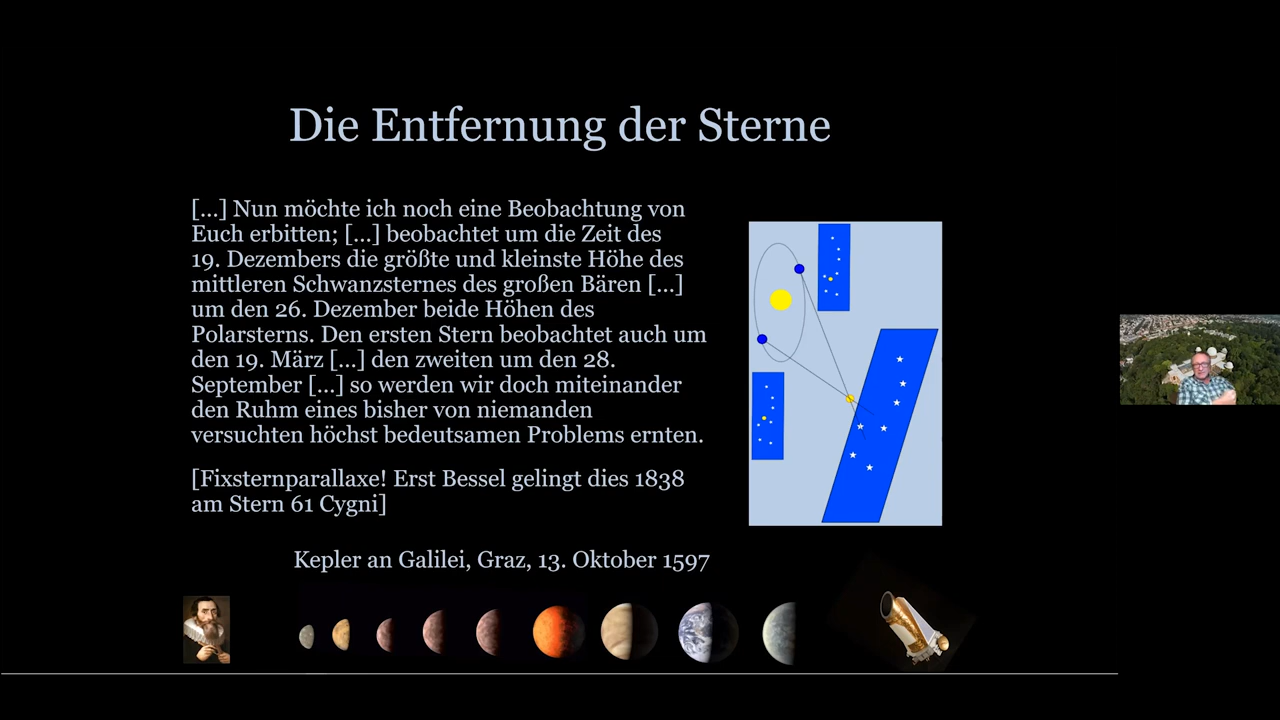 Die Entfernung der Sterne
[...] Nun möchte ich noch eine Beobachtung von
Euch erbitten; [...] beobachtet um die Zeit des
19. Dezembers die größte und kleinste Höhe des
mittleren Schwanzsternes des großen Bären [...]
um den 26. Dezember beide Höhen des
Polarsterns. Den ersten Stern beobachtet auch um
den 19. März [...] den zweiten um den 28.
September [...] so werden wir doch miteinander
den Ruhm eines bisher von niemanden
versuchten höchst bedeutsamen Problems ernten.
[Fixsternparallaxe! Erst Bessel gelingt dies 1838
am Stern 61 Cygni]
Kepler an Galilei, Graz, 13. Oktober 1597